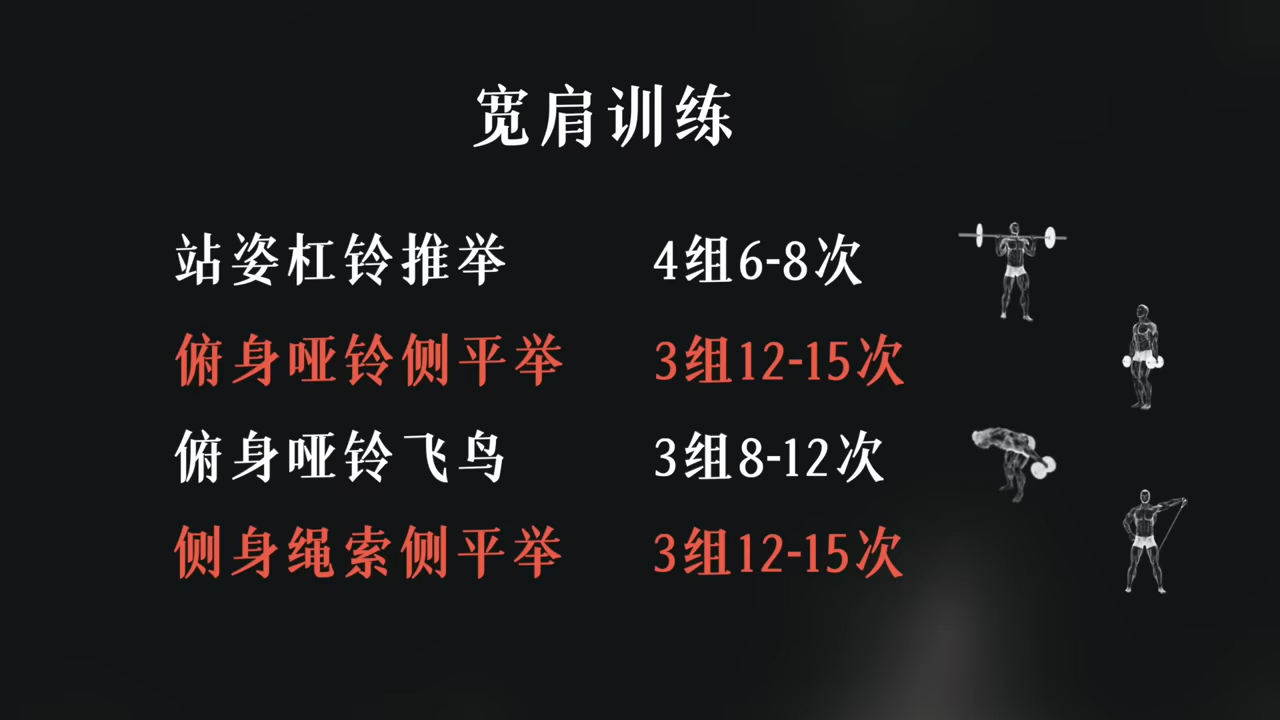 宽肩训练
站姿杠铃推举 4组6-8次
俯身哑铃侧平举 3组12-15次
俯身哑铃飞鸟 3组8-12次
侧身绳索侧平举 3组12-15次